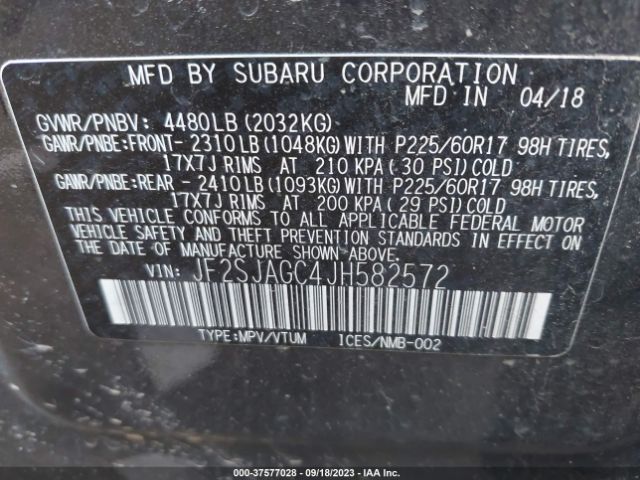 MFD BY SUBARU CORPORATION
MFD IN 04/18
GVWR/PNBV: 4480LB (2032KG)
GAWR/PNBE:FRONT- 2310LB (1048KG) WITH P225/60R17 98H TIRES,
17X7J RIMS AT 210 KPA ( 30 PSI) COLD
GAWR/PNBE:REAR - 2410LB (1093KG) WITH P225/60R17 98H TIRES,
17X7J RIMS AT 200 KPA ( 29 PSI) COLD
THIS VEHICLE CONFORMS TO ALL APPLICABLE FEDERAL MOTOR
VEHICLE SAFETY AND THEFT PREVENTION STANDARDS IN EFFECT ON
THE DATE OF MANUFACTURE SHOWN ABOVE.
VIN: JF2SJAGC4JH582572
TYPE:MPV/VTUM ICES/NMB-002
000-37577028 - 09/18/2023 - IAA Inc.